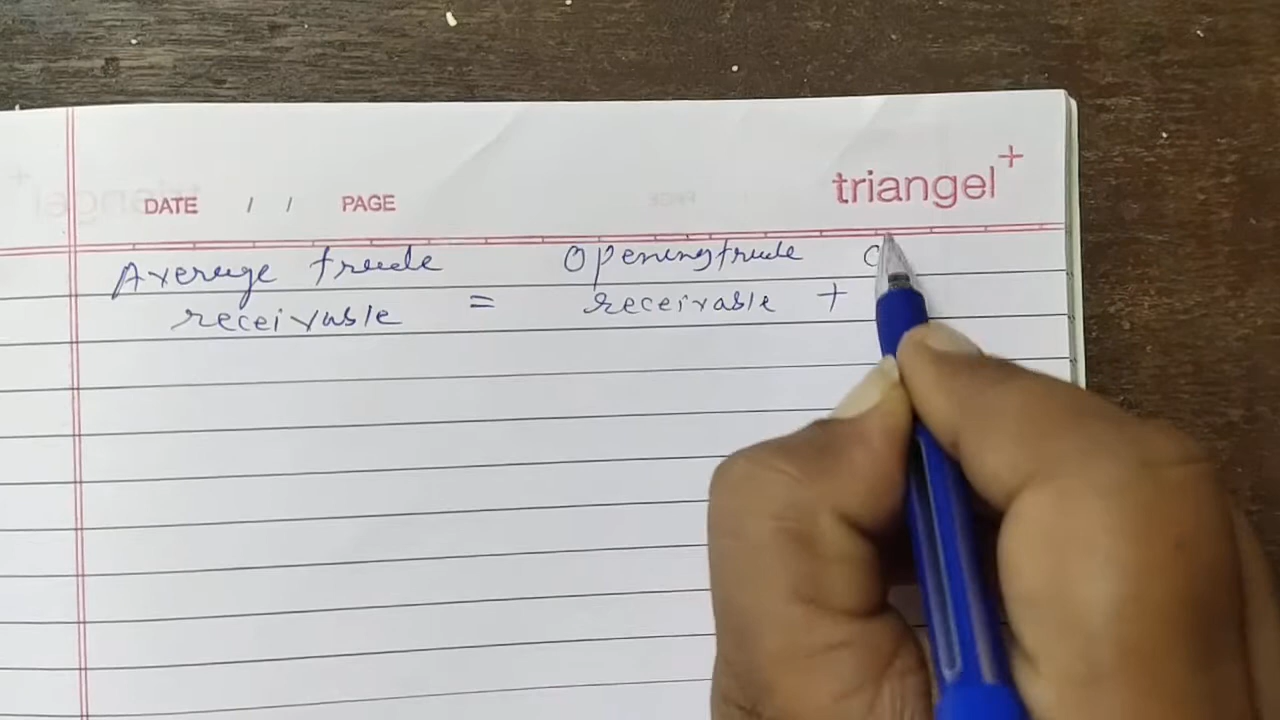 triangel+
DATE / / PAGE
Average trade Opening trade C
receivable = receivable +